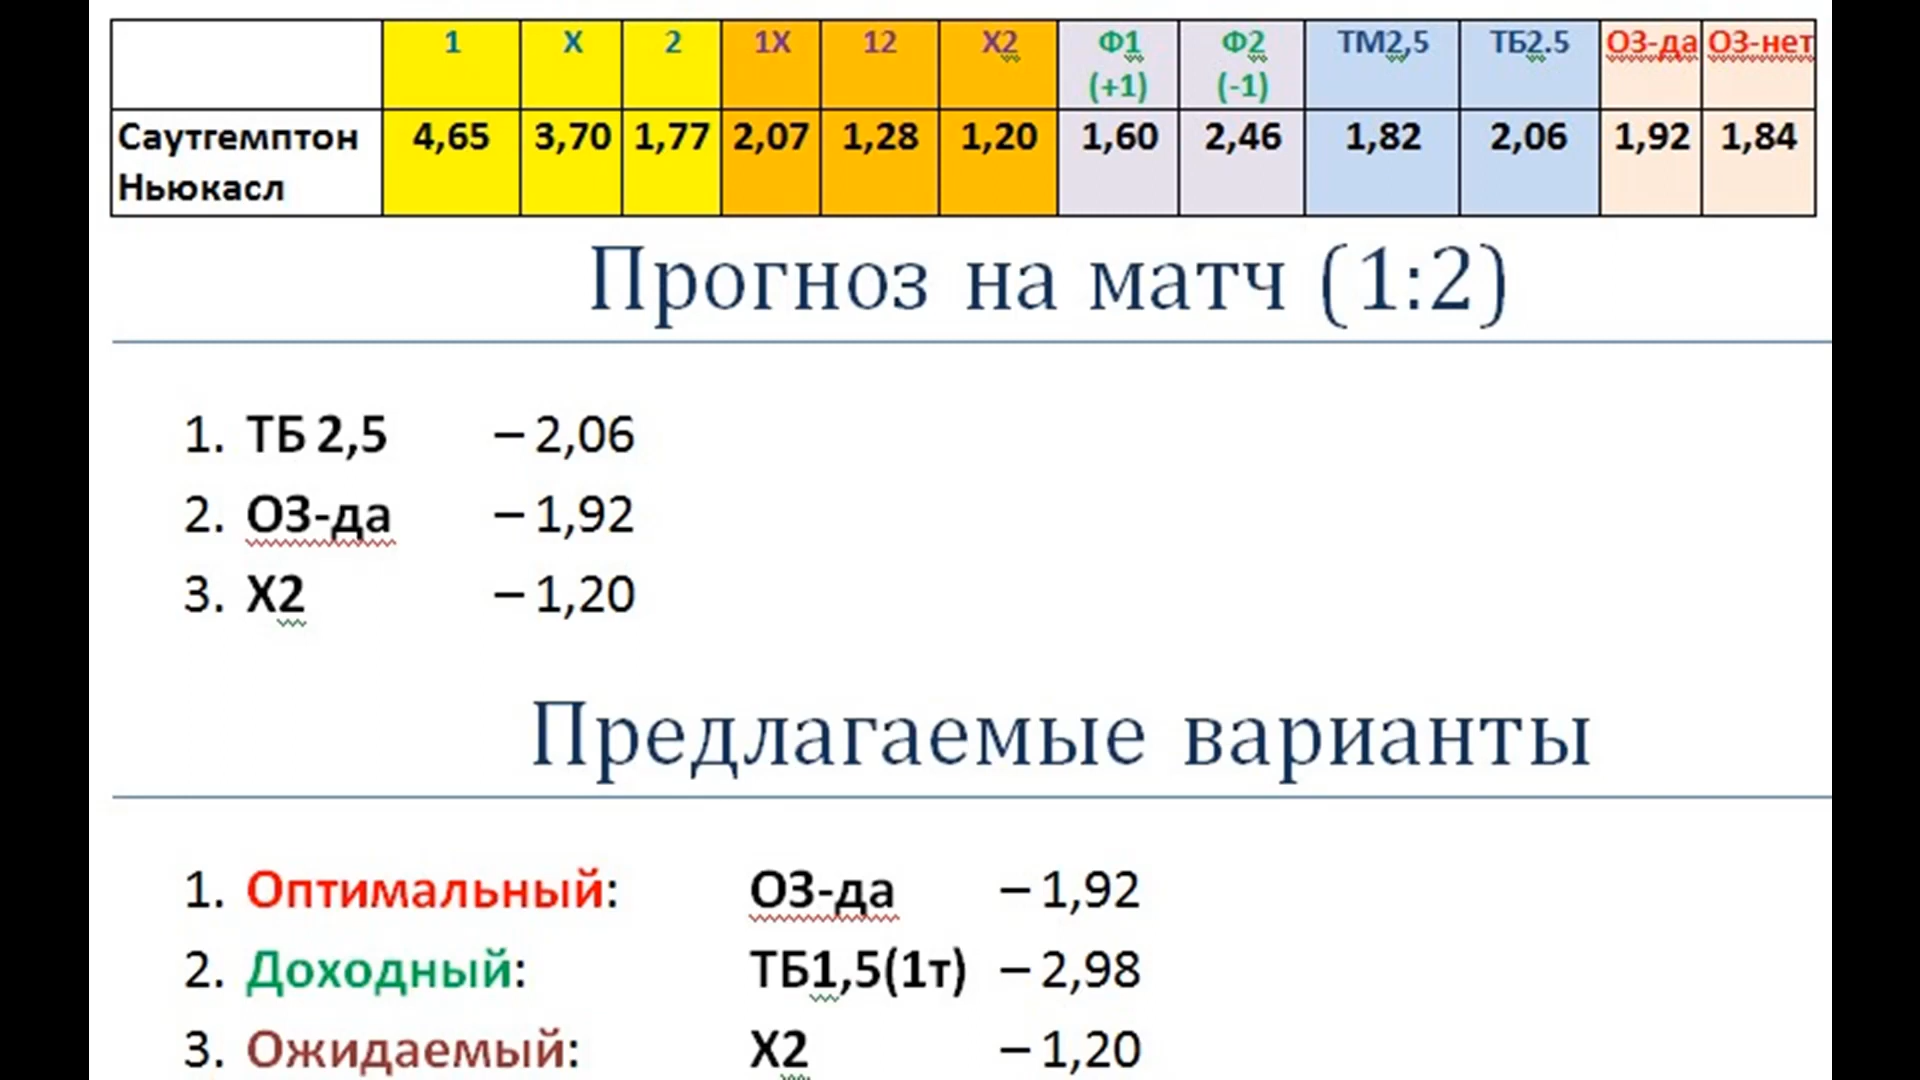 1 X 2 1X 12 X2 Ф1 (+1) Ф2 (-1) ТМ2,5 ТБ2.5 ОЗ-да ОЗ-нет
Саутгемптон Ньюкасл 4,65 3,70 1,77 2,07 1,28 1,20 1,60 2,46 1,82 2,06 1,92 1,84
Прогноз на матч (1:2)
1. ТБ 2,5 – 2,06
2. ОЗ-да – 1,92
3. Х2 – 1,20
Предлагаемые варианты
1. Оптимальный: ОЗ-да – 1,92
2. Доходный: ТБ1,5(1т) – 2,98
3. Ожидаемый: Х2 – 1,20